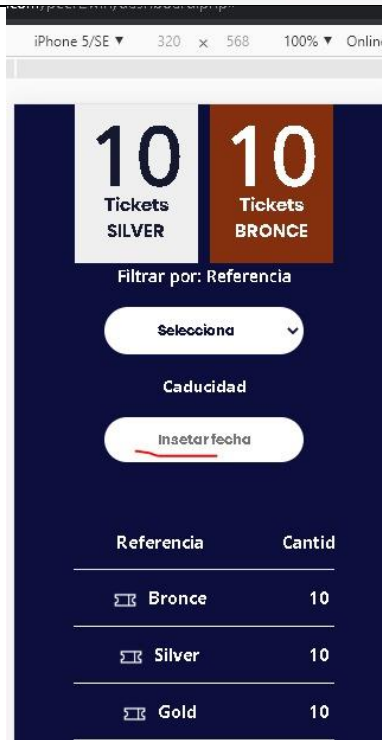 iPhone 5/SE ▼ 320 x 568 100% ▼ Onlin
10 10
Tickets Tickets
SILVER BRONCE
Filtrar por: Referencia
Selecciona
Caducidad
Insetar fecha
Referencia Cantid
Bronce 10
Silver 10
Gold 10